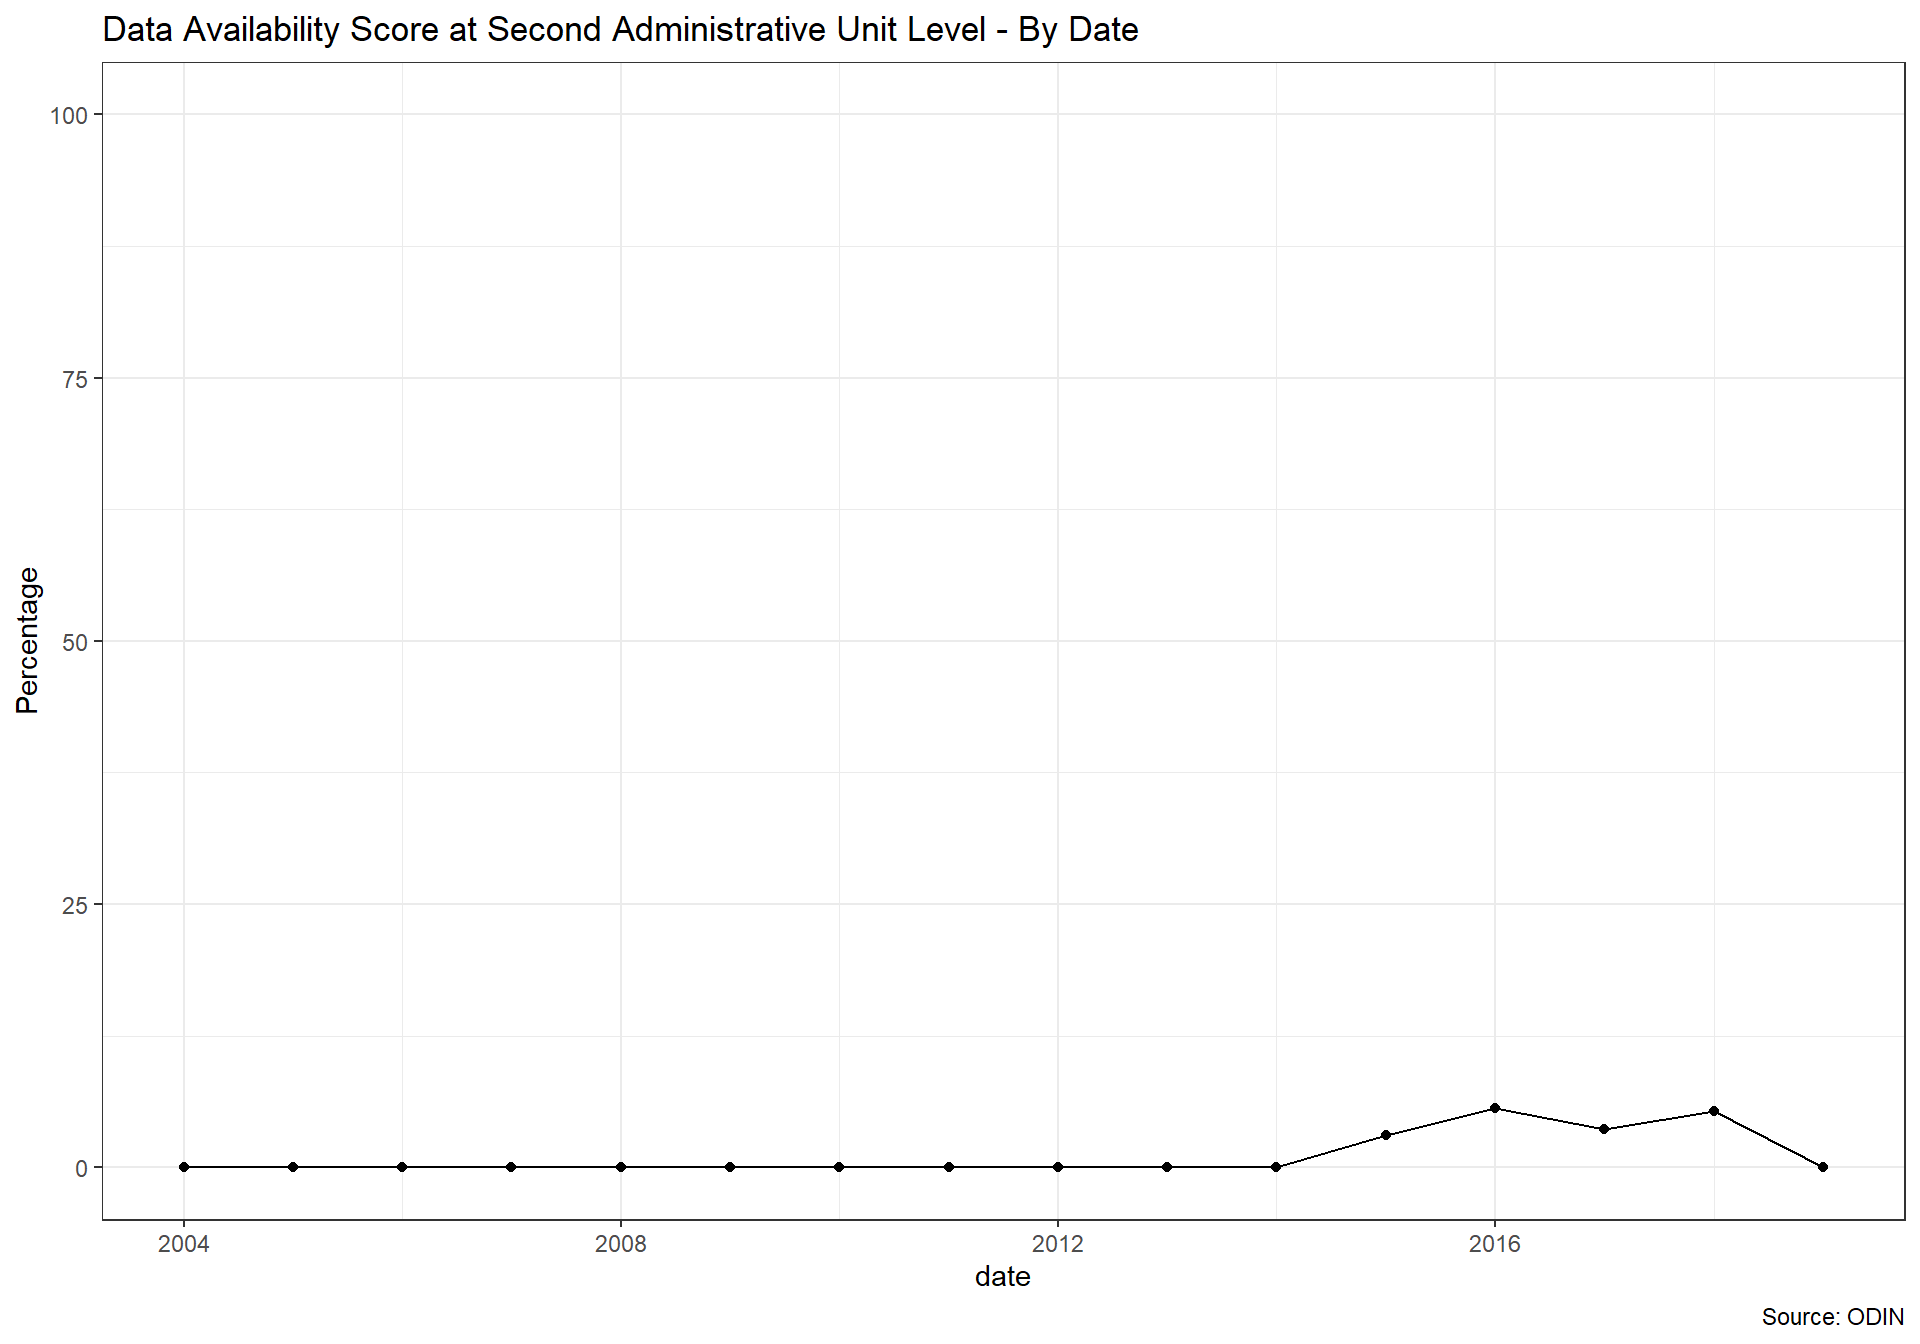 Data Availability Score at Second Administrative Unit Level - By Date
100
75
50
25
0
Percentage
2004
2008
2012
2016
date
Source: ODIN